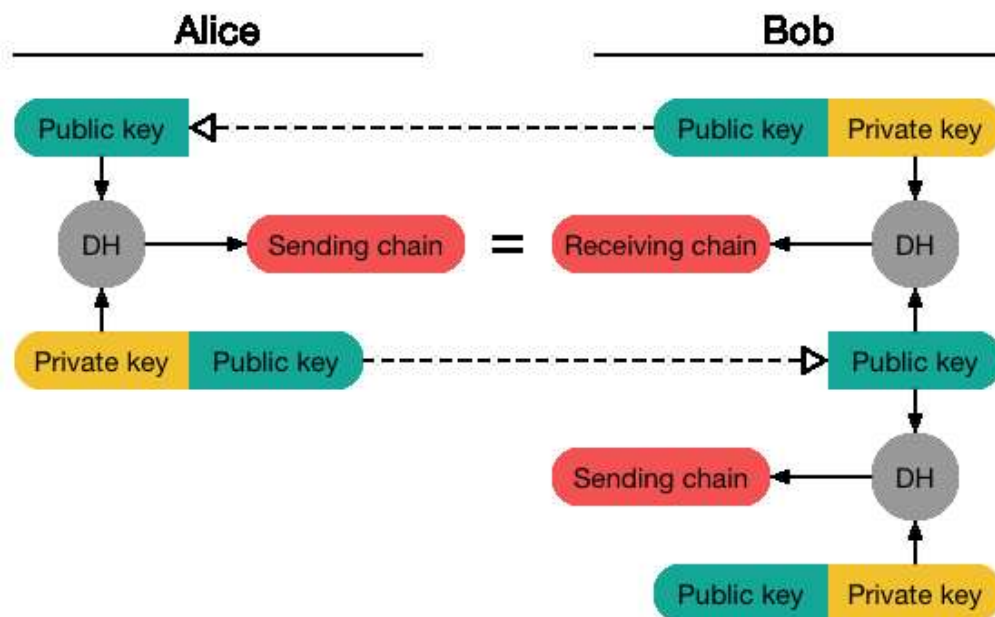 Alice Bob
Public key Public key Private key
DH Sending chain = Receiving chain DH
Private key Public key Public key
Sending chain DH
Public key Private key